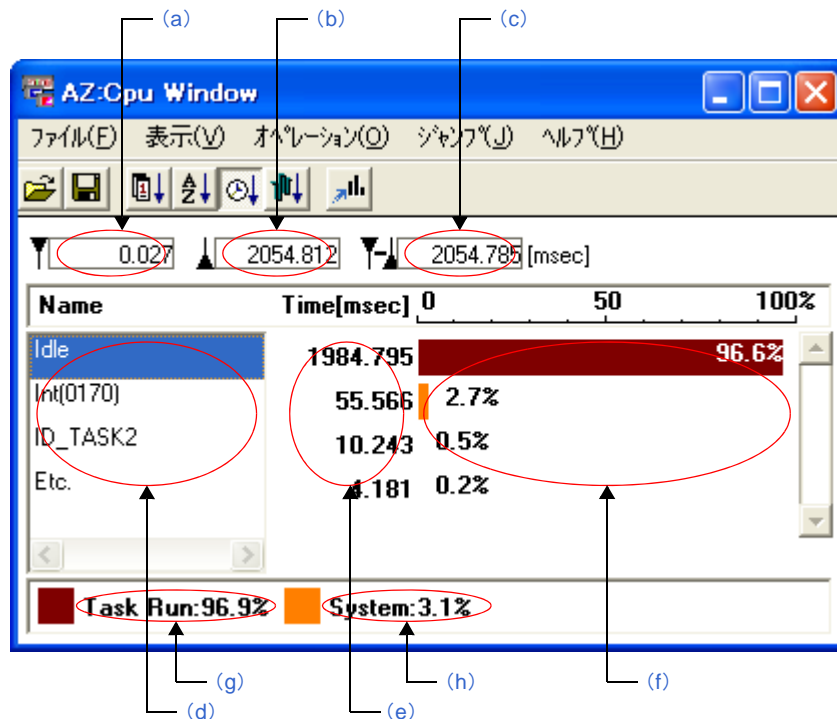 (a) (b) (c)
AZ:Cpu Window
ファイル(F) 表示(V) オペレーション(O) ジャンプ(J) ヘルプ(H)
0.027 2054.812 2054.785 [msec]
Name Time[msec] 0 50 100%
Idle 1984.795 96.6%
Int(0170) 55.566 2.7%
ID_TASK2 10.243 0.5%
Etc. 4.181 0.2%
Task Run:96.9% System:3.1%
(g) (h) (f)
(d) (e)